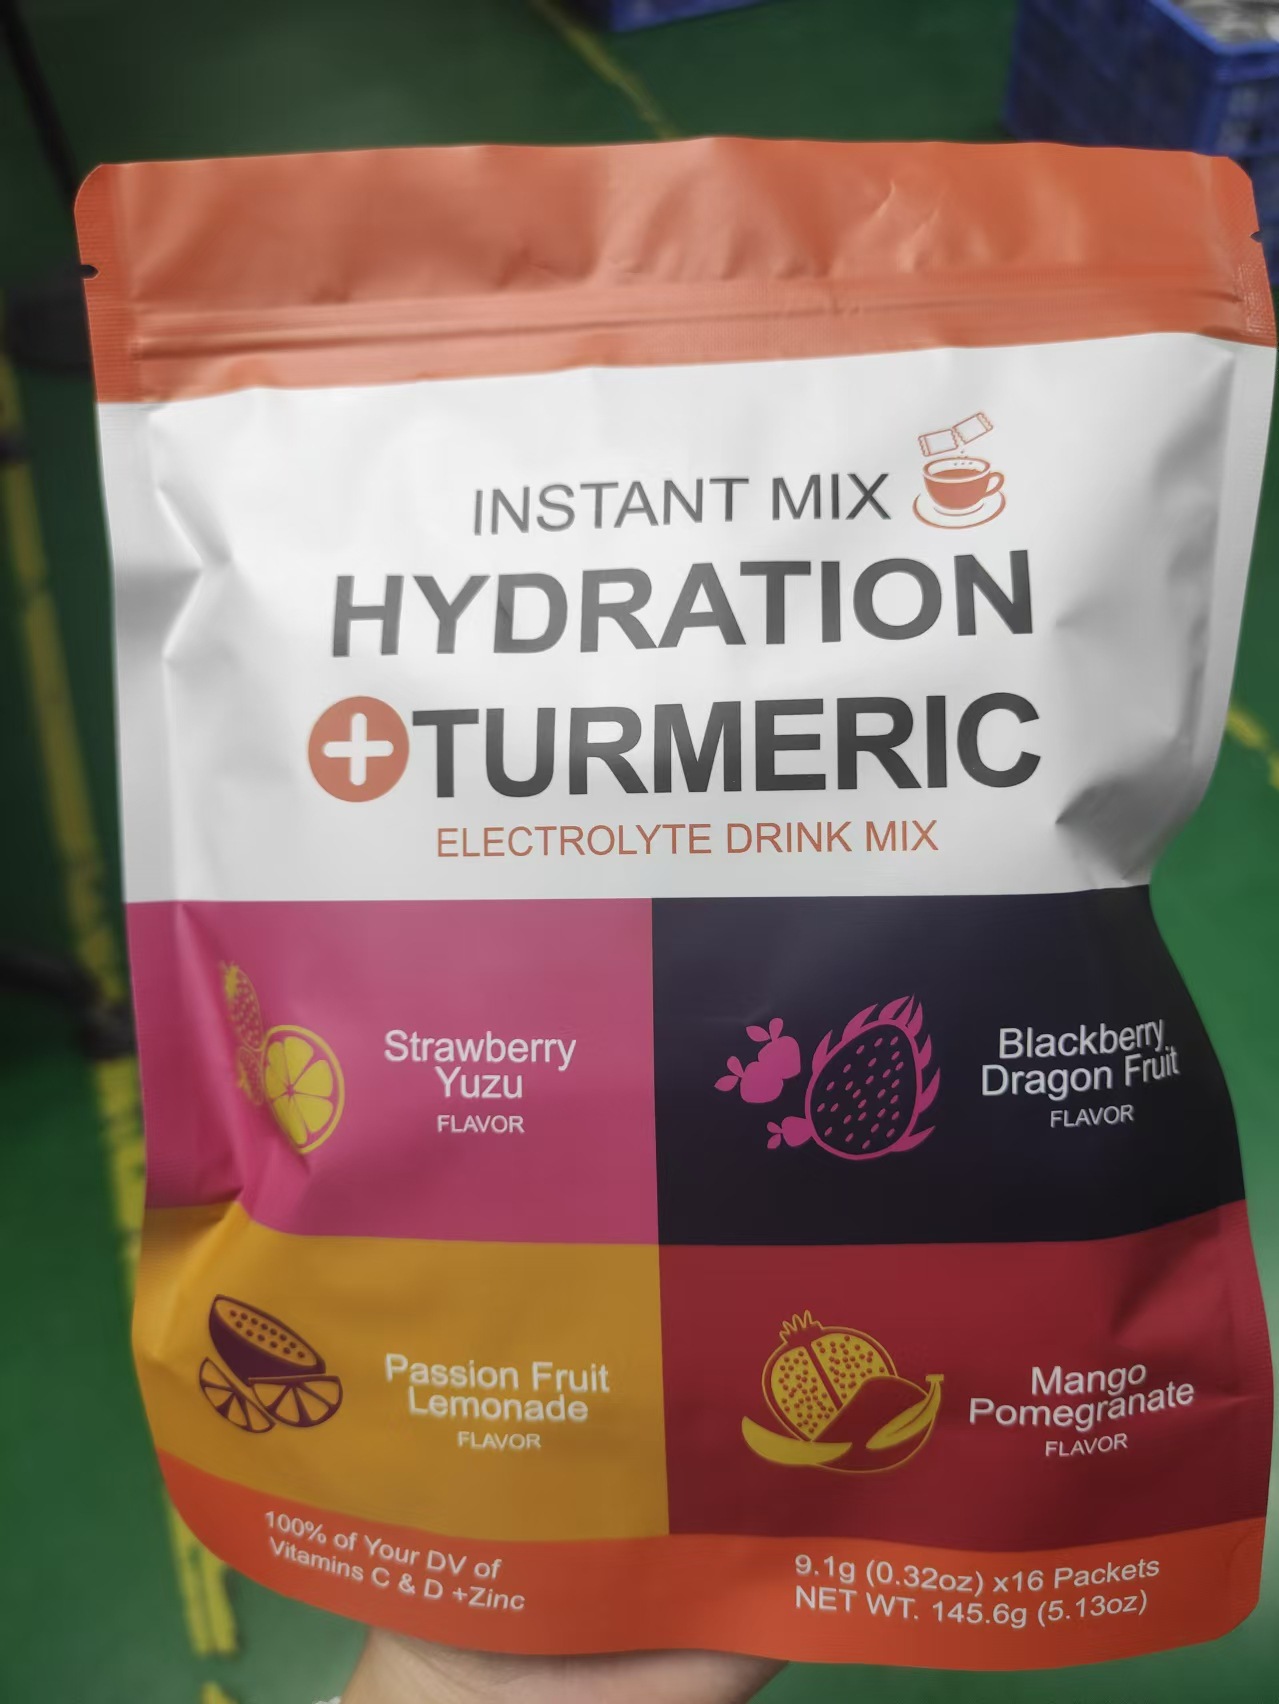 INSTANT MIX
HYDRATION
+TURMERIC
ELECTROLYTE DRINK MIX
Strawberry
Yuzu
FLAVOR
Blackberry
Dragon Fruit
FLAVOR
Passion Fruit
Lemonade
FLAVOR
Mango
Pomegranate
FLAVOR
100% of Your DV of
Vitamins C & D +Zinc
9.1g (0.32oz) x16 Packets
NET WT. 145.6g (5.13oz)